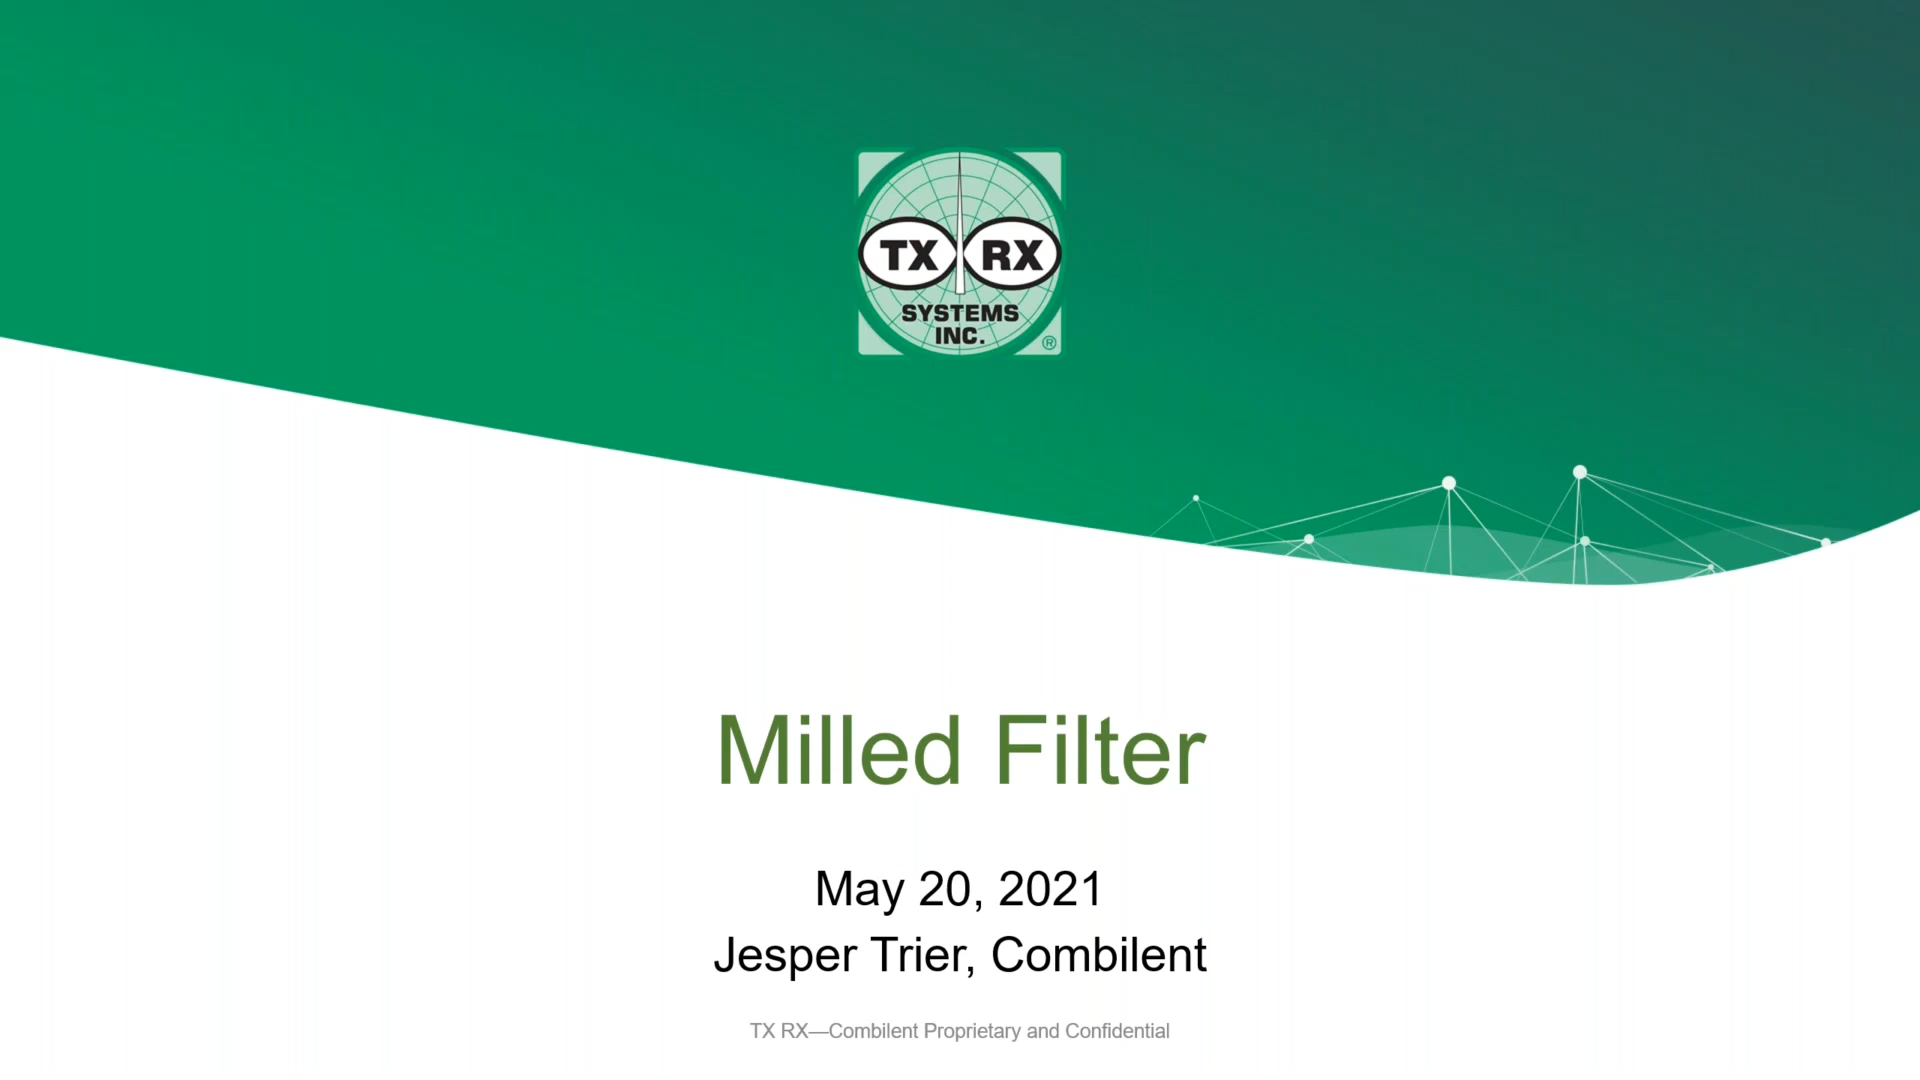 TX RX
SYSTEMS
INC.
®
Milled Filter
May 20, 2021
Jesper Trier, Combilent
TX RX—Combilent Proprietary and Confidential